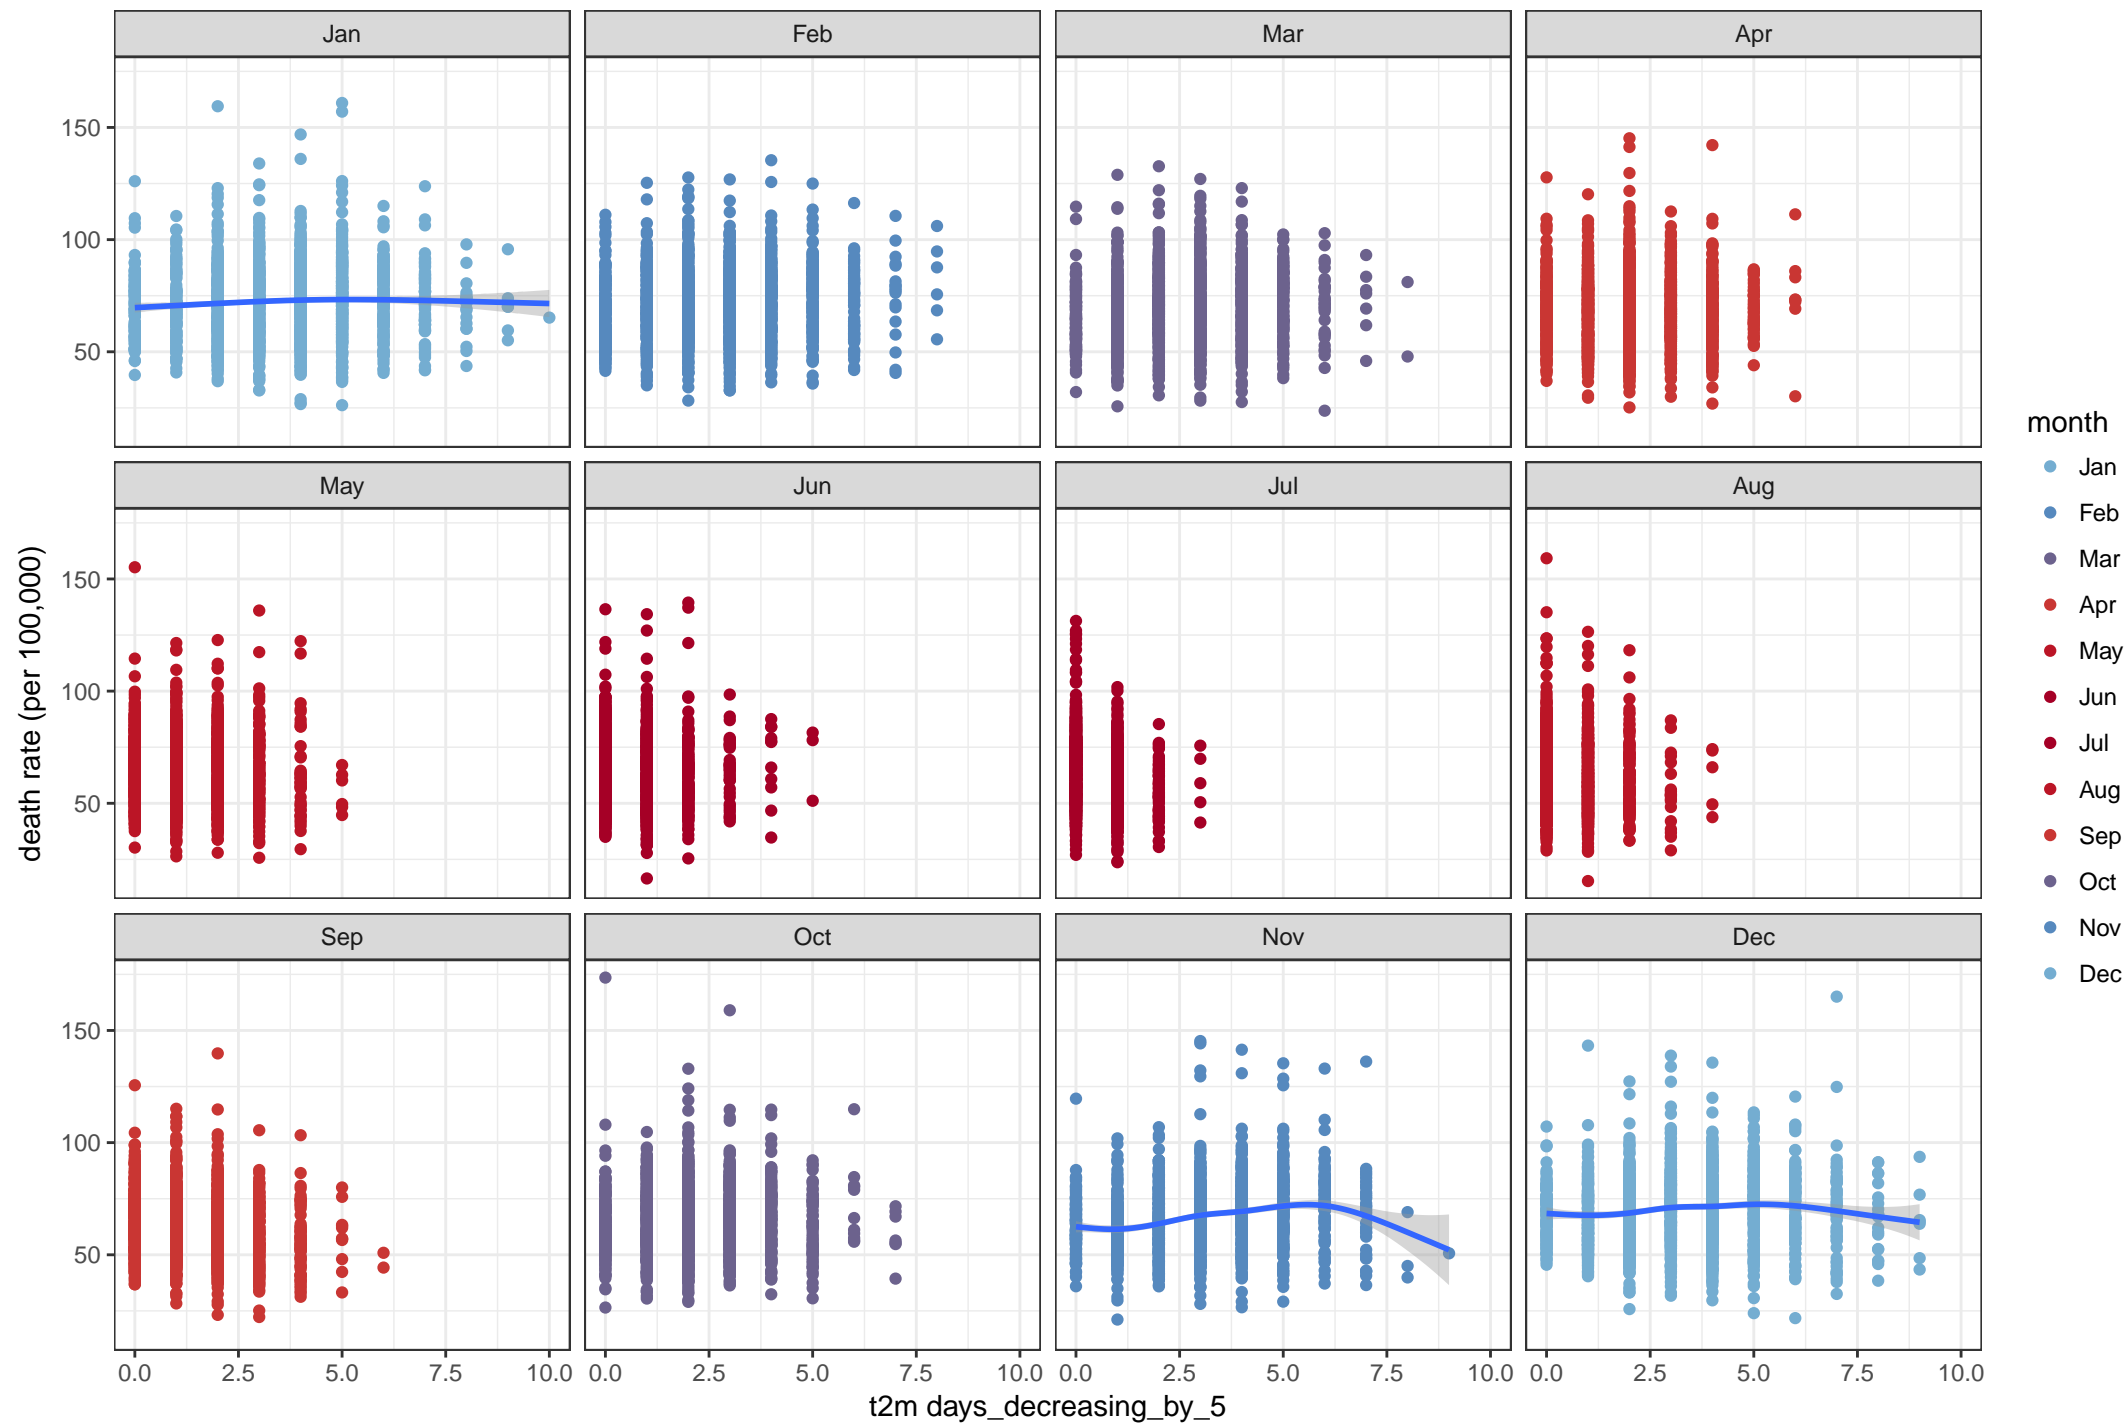 Jan Feb Mar Apr
150
100
50
May Jun Jul Aug
150
100
50
Sep Oct Nov Dec
150
100
50
0.0 2.5 5.0 7.5 10.0 0.0 2.5 5.0 7.5 10.0 0.0 2.5 5.0 7.5 10.0 0.0 2.5 5.0 7.5 10.0
t2m days_decreasing_by_5
death rate (per 100,000)
month
Jan
Feb
Mar
Apr
May
Jun
Jul
Aug
Sep
Oct
Nov
Dec